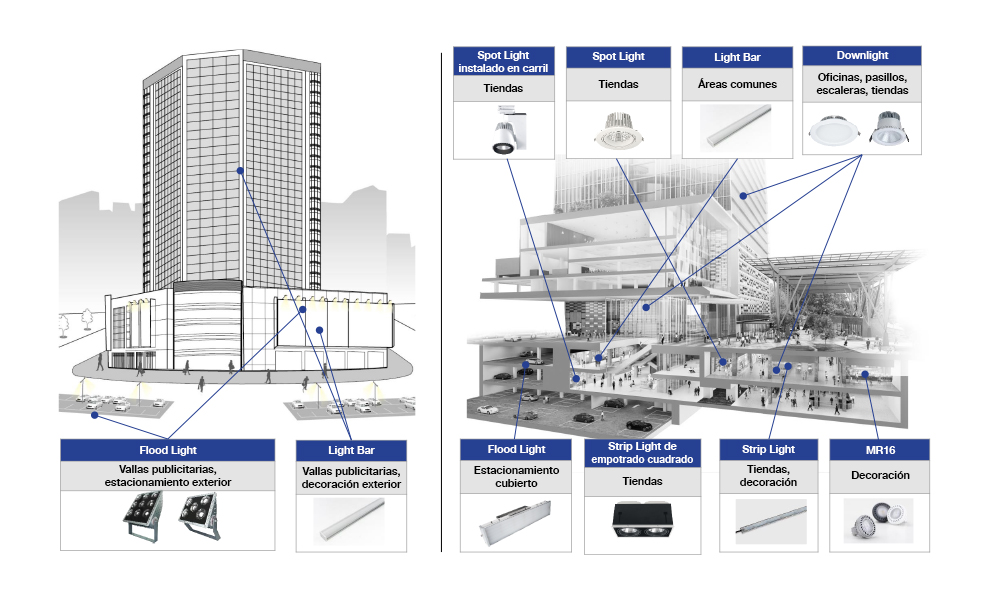 Spot Light
instalado en carril
Tiendas
Spot Light
Tiendas
Light Bar
Áreas comunes
Downlight
Oficinas, pasillos,
escaleras, tiendas
Flood Light
Vallas publicitarias,
estacionamiento exterior
Light Bar
Vallas publicitarias,
decoración exterior
Flood Light
Estacionamiento
cubierto
Strip Light de
empotrado cuadrado
Tiendas
Strip Light
Tiendas,
decoración
MR16
Decoración